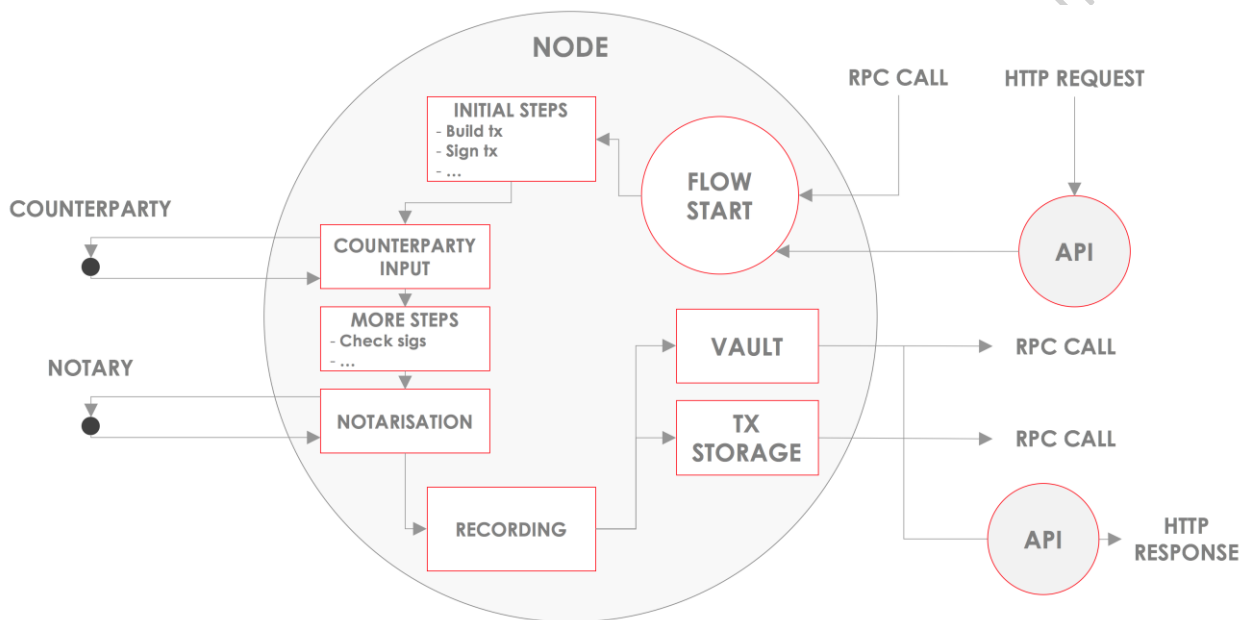 NODE
RPC CALL
HTTP REQUEST
INITIAL STEPS
- Build tx
- Sign tx
- ...
FLOW
START
COUNTERPARTY
COUNTERPARTY
INPUT
API
MORE STEPS
- Check sigs
- ...
VAULT
RPC CALL
NOTARY
NOTARISATION
TX
STORAGE
RPC CALL
RECORDING
API
HTTP
RESPONSE